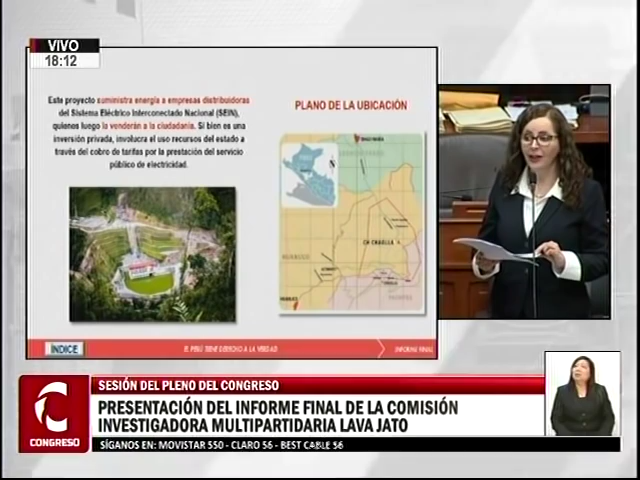 VIVO
18:12
Este proyecto suministra energía a empresas distribuidoras
del Sistema Eléctrico Interconectado Nacional (SEIN),
quienes luego lo venderán a la ciudadanía. Si bien es una
inversión privada, involucra el uso recursos del estado a
través del cobro de tarifas por la prestación del servicio
público de electricidad.
PLANO DE LA UBICACIÓN
CH CHAGLLA
ÍNDICE
EL PERÚ TIENE DERECHO A LA VERDAD
INFORME FINAL
SESIÓN DEL PLENO DEL CONGRESO
PRESENTACIÓN DEL INFORME FINAL DE LA COMISIÓN
INVESTIGADORA MULTIPARTIDARIA LAVA JATO
CONGRESO
SÍGANOS EN: MOVISTAR 550 - CLARO 56 - BEST CABLE 56